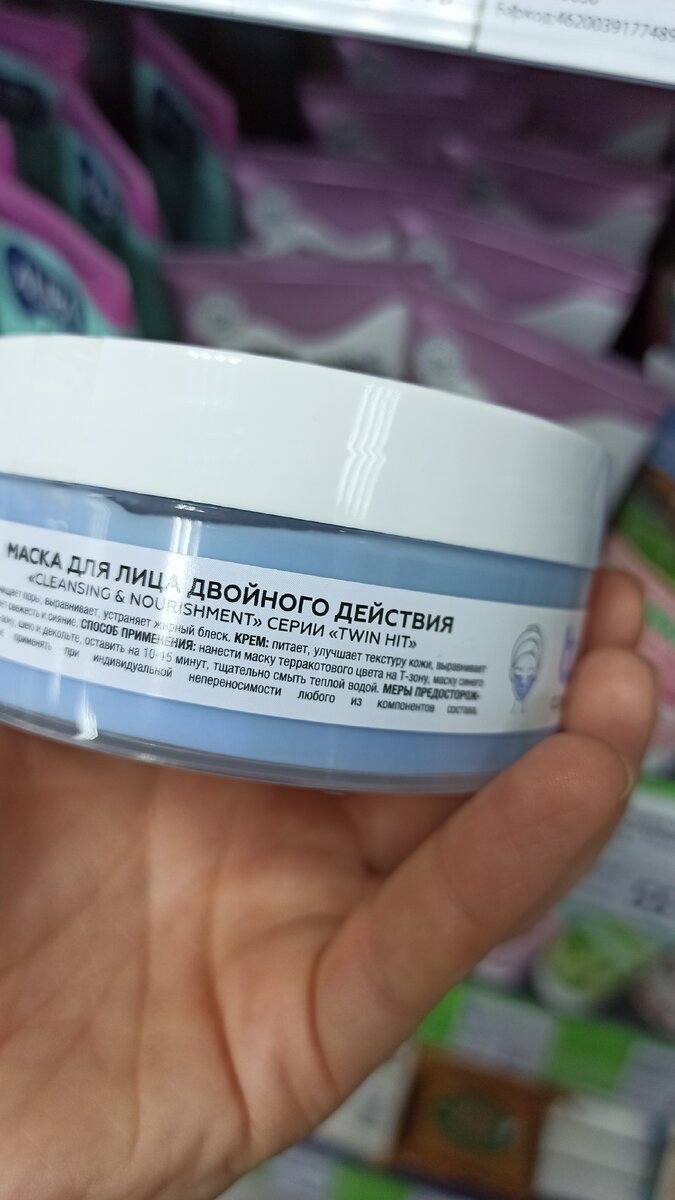 Баркод:4620039177489
МАСКА ДЛЯ ЛИЦА ДВОЙНОГО ДЕЙСТВИЯ
«CLEANSING & NOURISHMENT» СЕРИИ «TWIN HIT»
поры, выравнивает, устраняет жирный блеск. КРЕМ: питает, улучшает текстуру кожи, выравнивает
свежесть и сияние. СПОСОБ ПРИМЕНЕНИЯ: нанести маску терракотового цвета на Т-зону, маску синего
шею и декольте, оставить на 10-15 минут, тщательно смыть теплой водой. МЕРЫ ПРЕДОСТОРОЖ-
применять при индивидуальной непереносимости любого из компонентов состава.